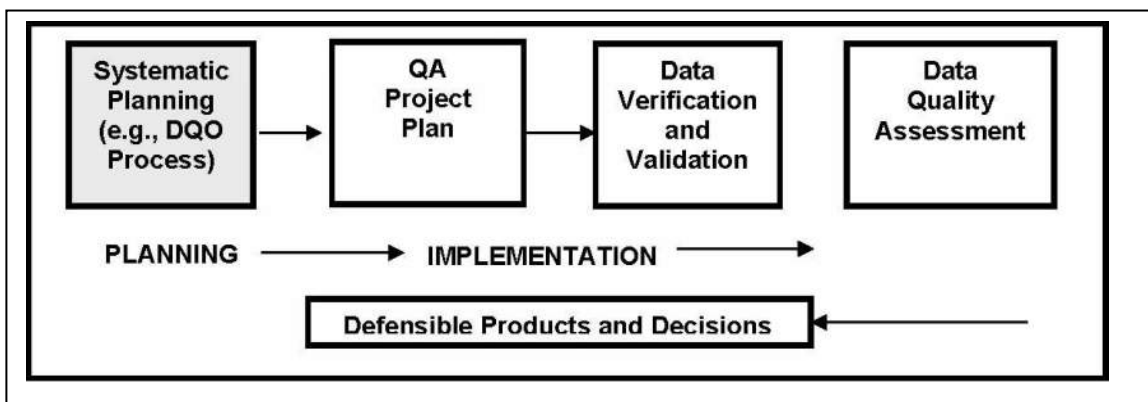 Systematic
Planning
(e.g., DQO
Process)
QA
Project
Plan
Data
Verification
and
Validation
Data
Quality
Assessment
PLANNING
IMPLEMENTATION
Defensible Products and Decisions